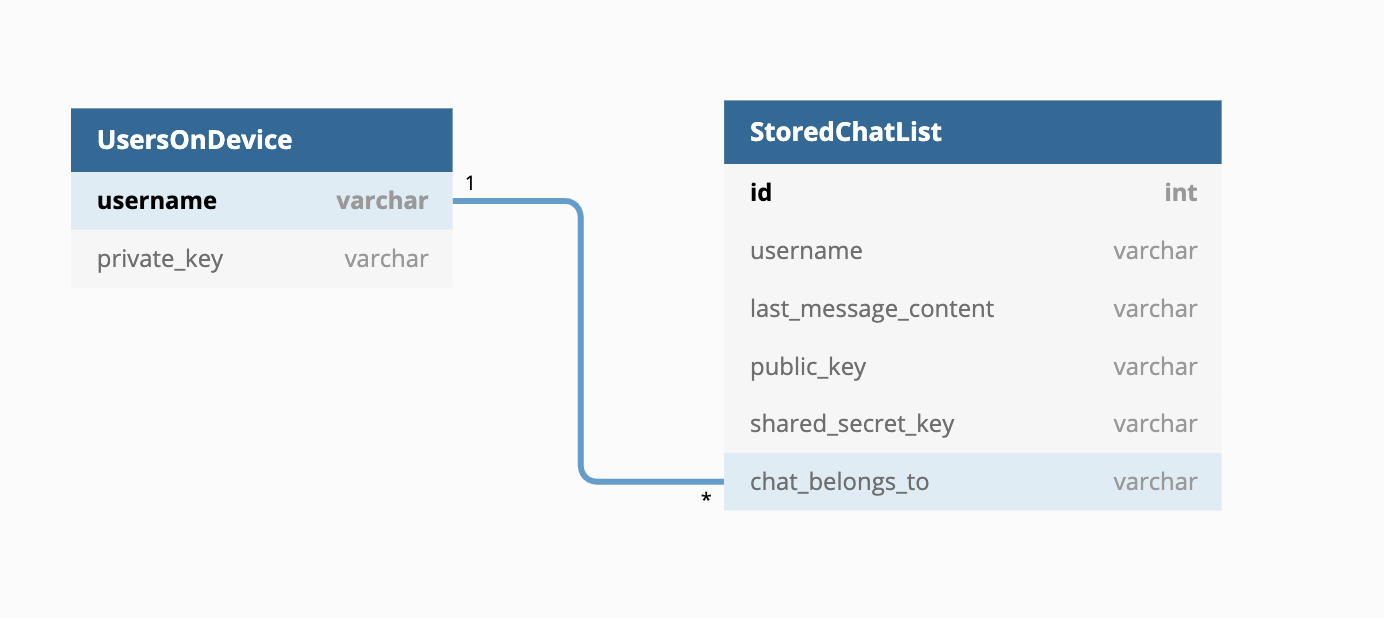 UsersOnDevice
username varchar
private_key varchar
1
*
StoredChatList
id int
username varchar
last_message_content varchar
public_key varchar
shared_secret_key varchar
chat_belongs_to varchar